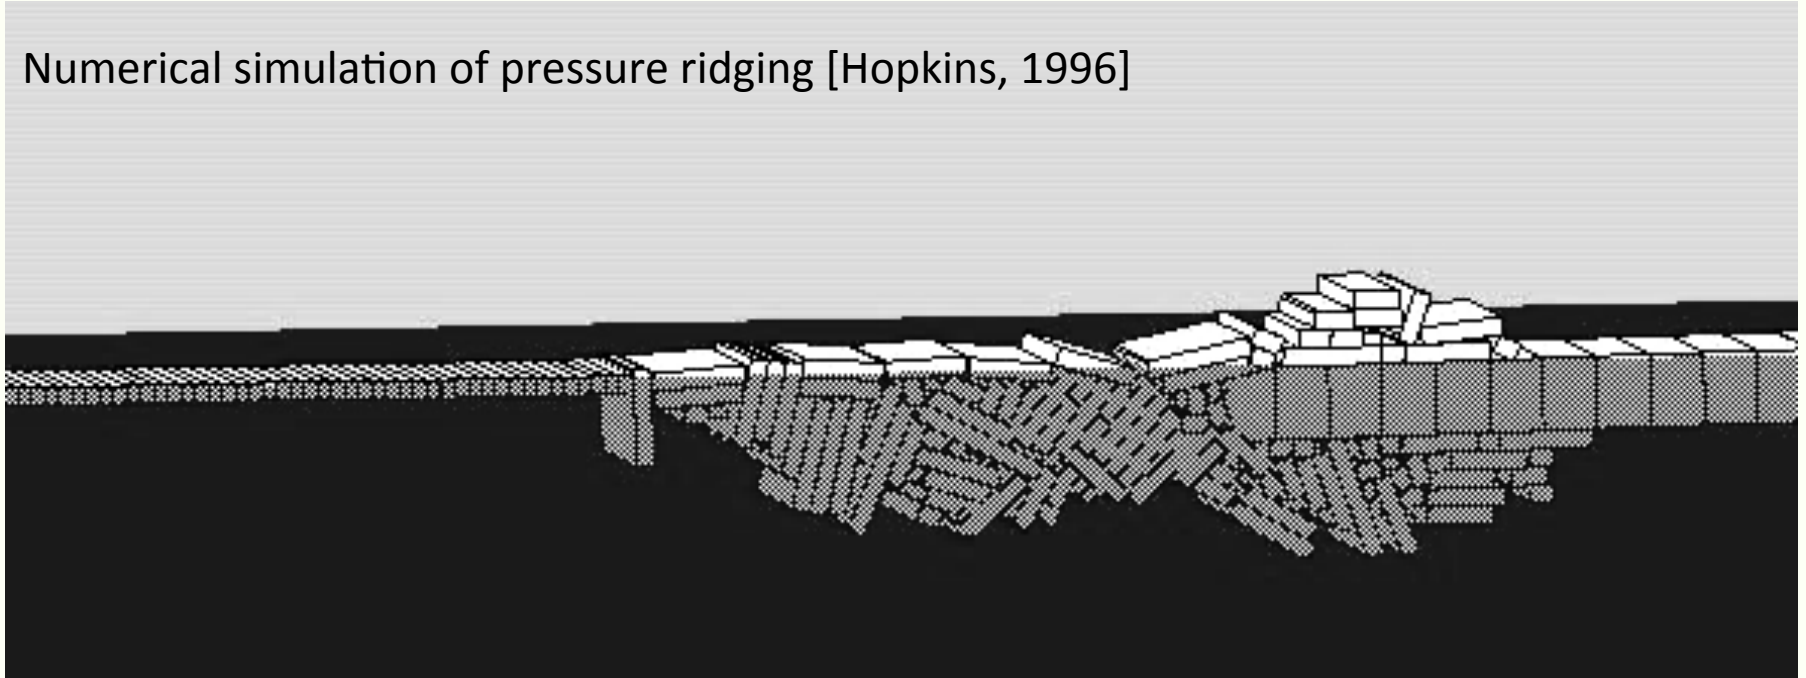 Numerical simulation of pressure ridging [Hopkins, 1996]